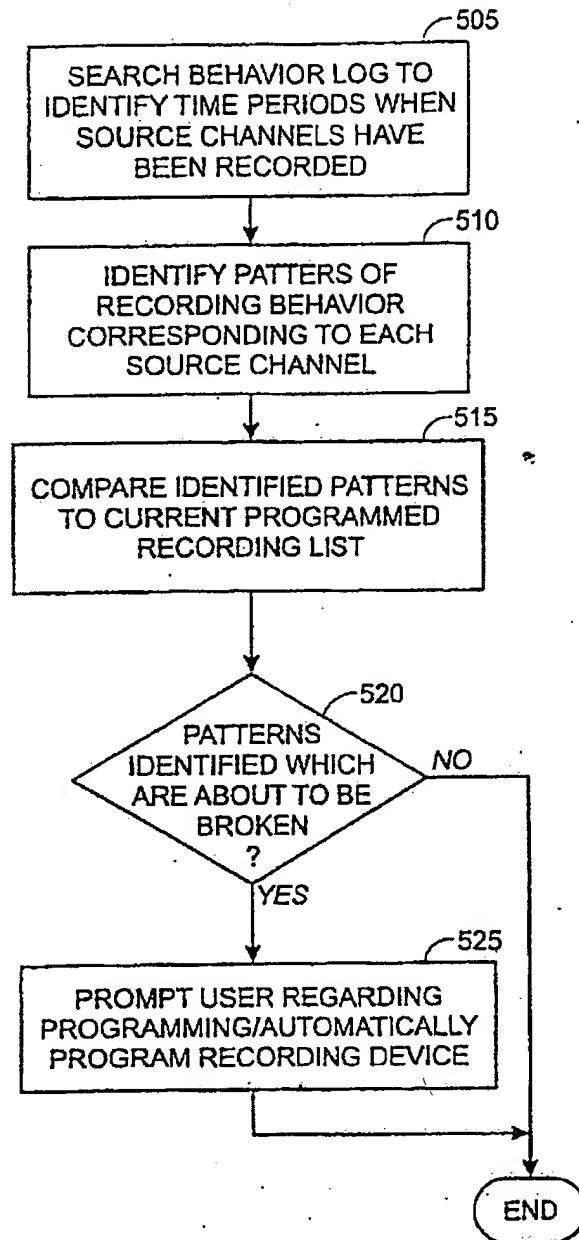 505
SEARCH BEHAVIOR LOG TO
IDENTIFY TIME PERIODS WHEN
SOURCE CHANNELS HAVE
BEEN RECORDED
510
IDENTIFY PATTERS OF
RECORDING BEHAVIOR
CORRESPONDING TO EACH
SOURCE CHANNEL
515
COMPARE IDENTIFIED PATTERNS
TO CURRENT PROGRAMMED
RECORDING LIST
520
PATTERNS
IDENTIFIED WHICH
ARE ABOUT TO BE
BROKEN
?
NO
YES
525
PROMPT USER REGARDING
PROGRAMMING/AUTOMATICALLY
PROGRAM RECORDING DEVICE
END